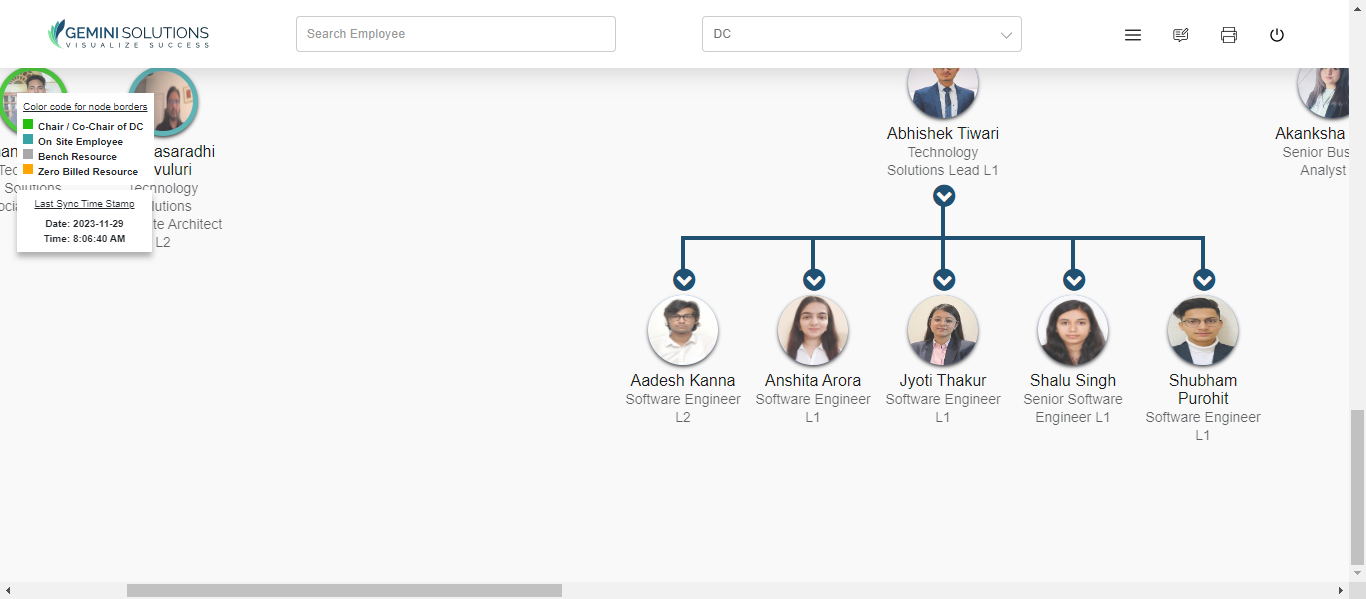 GEMINI SOLUTIONS
VISUALIZE SUCCESS
Search Employee
DC
Color code for node borders
Chair / Co-Chair of DC
On Site Employee
Bench Resource
Zero Billed Resource
Last Sync Time Stamp
Date: 2023-11-29
Time: 8:06:40 AM
Solutions
asaradhi
vuluri
Technology
lutions
te Architect
L2
Abhishek Tiwari
Technology
Solutions Lead L1
Akanksha
Senior Bus
Analyst
Aadesh Kanna
Software Engineer
L2
Anshita Arora
Software Engineer
L1
Jyoti Thakur
Software Engineer
L1
Shalu Singh
Senior Software
Engineer L1
Shubham
Purohit
Software Engineer
L1